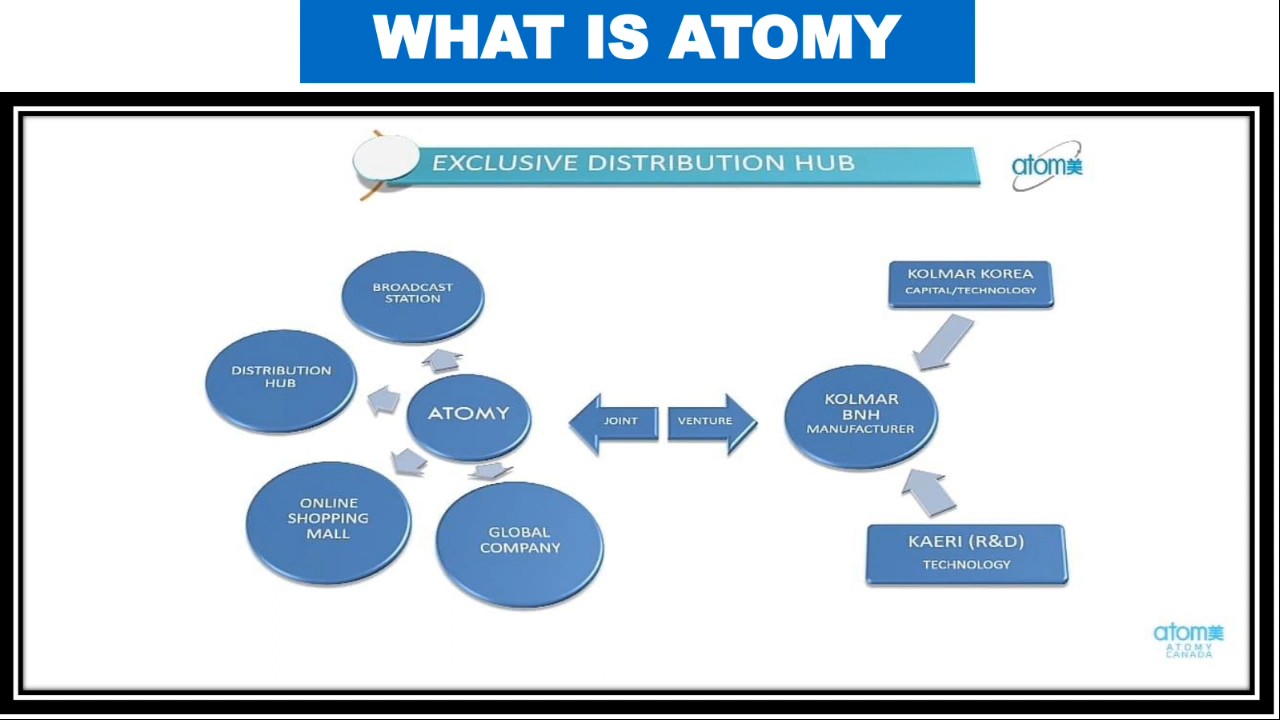 WHAT IS ATOMY
EXCLUSIVE DISTRIBUTION HUB
atom美
BROADCAST
STATION
DISTRIBUTION
HUB
ATOMY
ONLINE
SHOPPING
MALL
GLOBAL
COMPANY
JOINT
VENTURE
KOLMAR KOREA
CAPITAL/TECHNOLOGY
KOLMAR
BNH
MANUFACTURER
KAERI (R&D)
TECHNOLOGY
atom美
ATOMY
CANADA